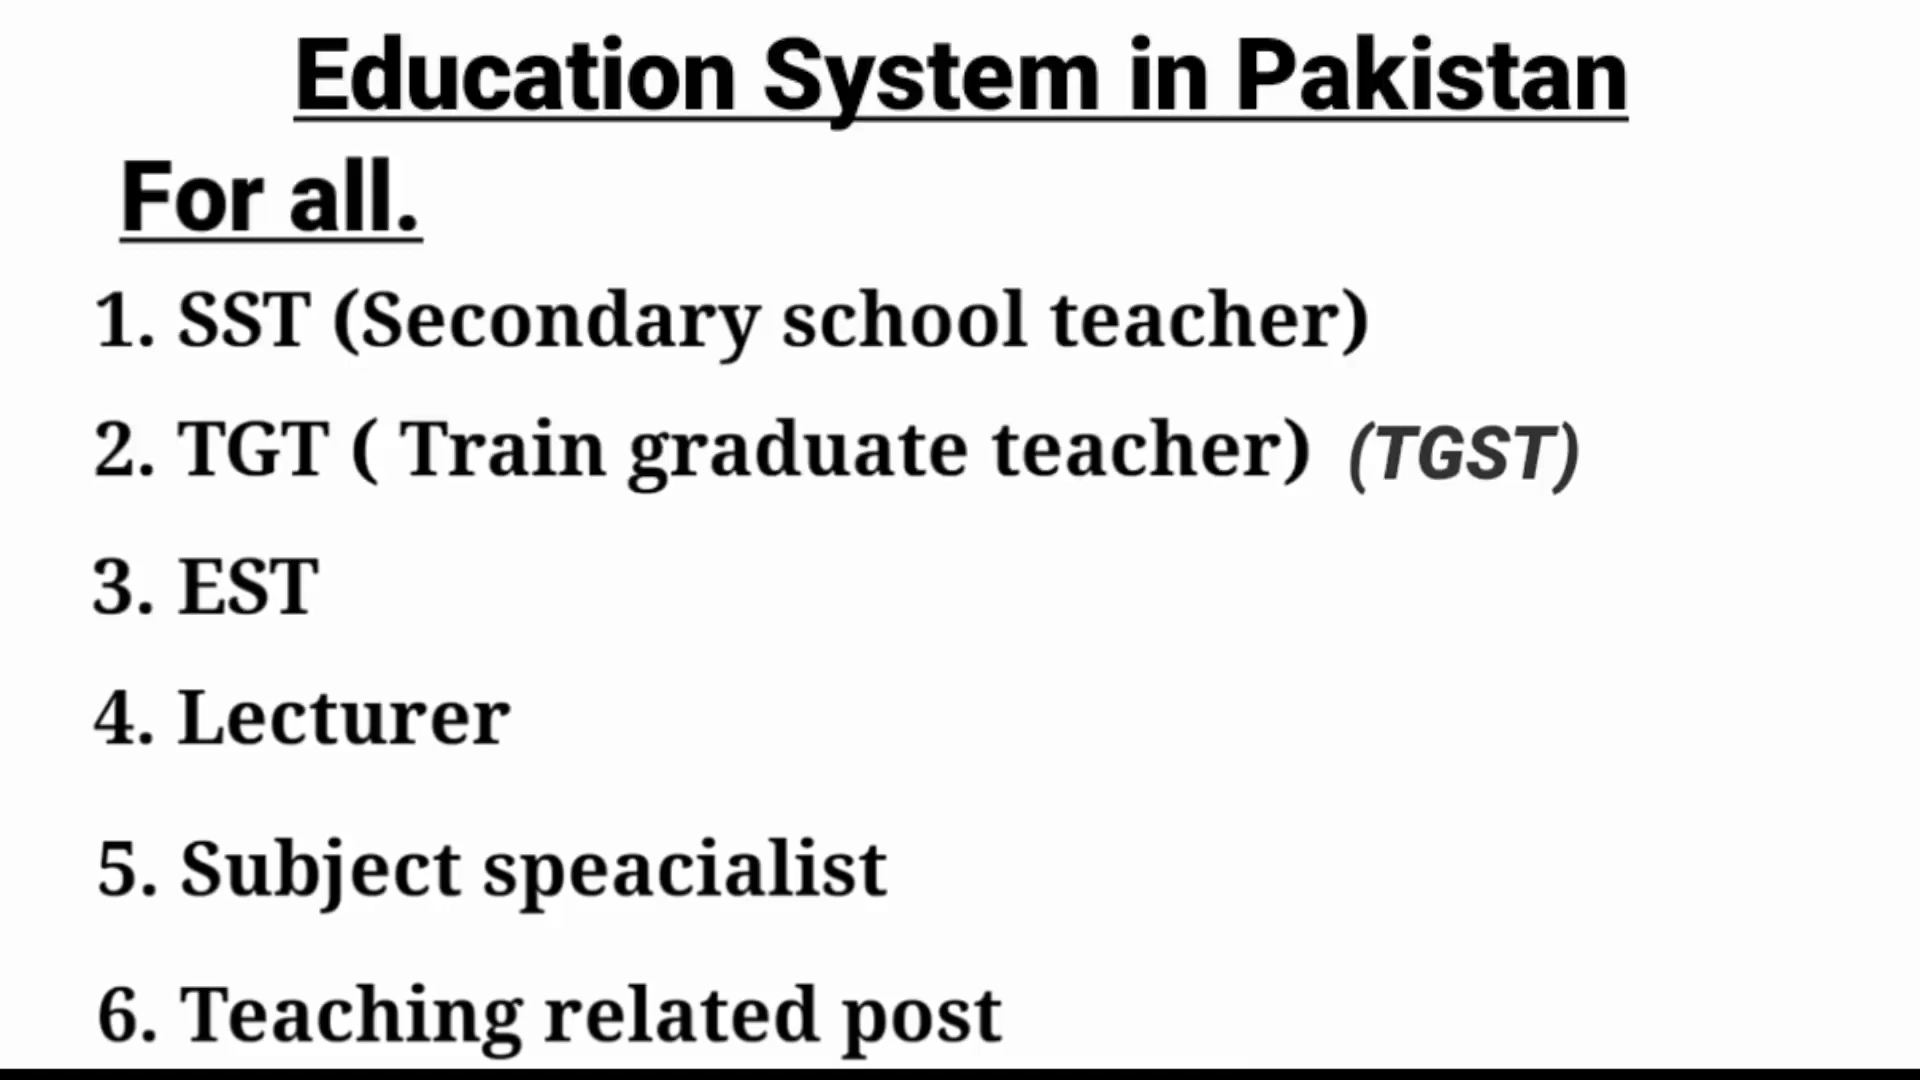 Education System in Pakistan
For all.
1. SST (Secondary school teacher)
2. TGT ( Train graduate teacher) (TGST)
3. EST
4. Lecturer
5. Subject speacialist
6. Teaching related post